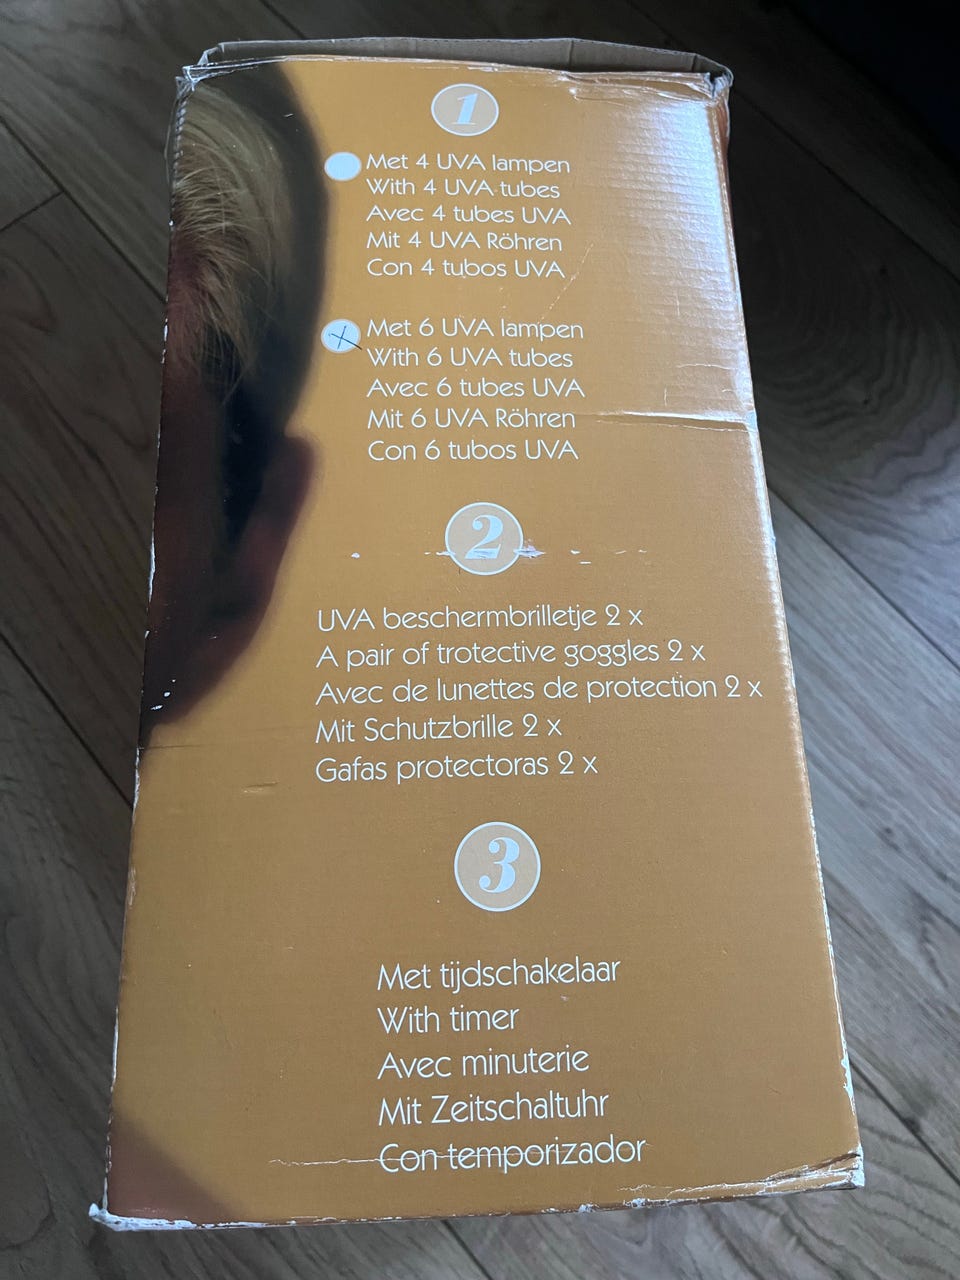 1
Met 4 UVA lampen
With 4 UVA tubes
Avec 4 tubes UVA
Mit 4 UVA Röhren
Con 4 tubos UVA
Met 6 UVA lampen
With 6 UVA tubes
Avec 6 tubes UVA
Mit 6 UVA Röhren
Con 6 tubos UVA
2
UVA beschermbrilletje 2 x
A pair of trotective goggles 2 x
Avec de lunettes de protection 2 x
Mit Schutzbrille 2 x
Gafas protectoras 2 x
3
Met tijdschakelaar
With timer
Avec minuterie
Mit Zeitschaltuhr
Con temporizador